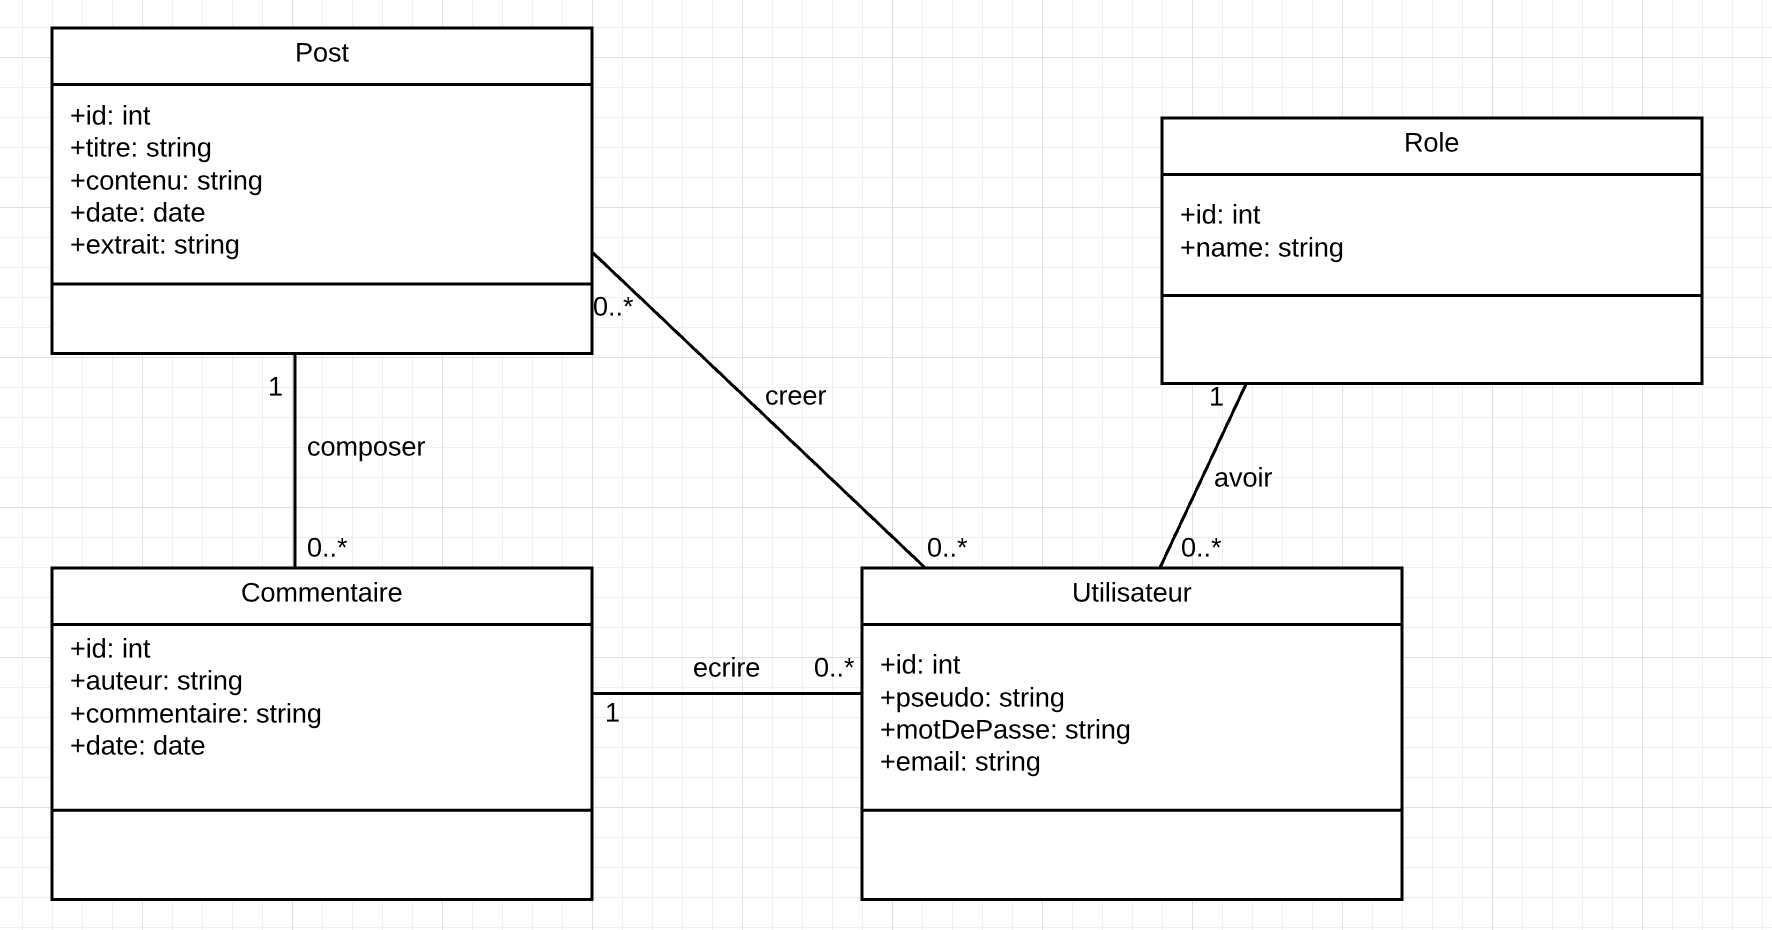 Post
+id: int
+titre: string
+contenu: string
+date: date
+extrait: string
Role
+id: int
+name: string
0..*
creer
0..*
1
composer
0..*
1
avoir
0..*
Commentaire
+id: int
+auteur: string
+commentaire: string
+date: date
ecrire
0..*
1
Utilisateur
+id: int
+pseudo: string
+motDePasse: string
+email: string